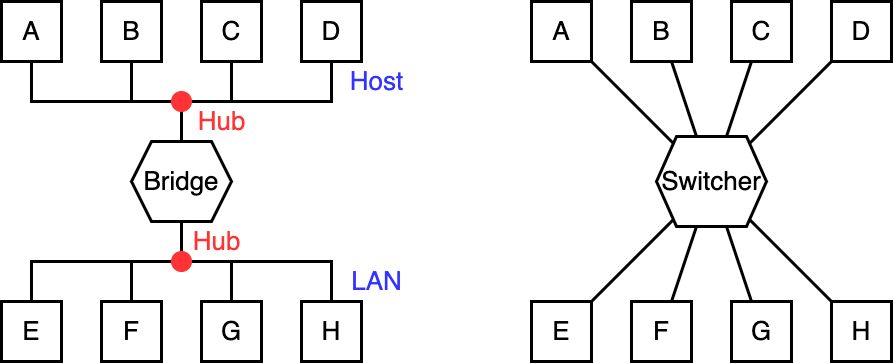 A B C D
Host
Hub
Bridge
Hub
LAN
E F G H
A B C D
Switcher
E F G H